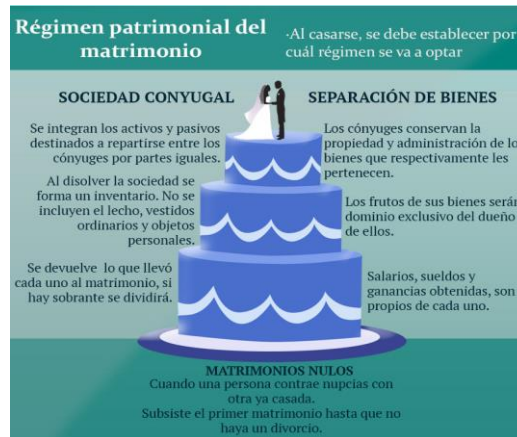 Régimen patrimonial del
matrimonio
·Al casarse, se debe establecer por
cuál régimen se va a optar
SOCIEDAD CONYUGAL
Se integran los activos y pasivos
destinados a repartirse entre los
cónyuges por partes iguales.
Al disolver la sociedad se
forma un inventario. No se
incluyen el lecho, vestidos
ordinarios y objetos
personales.
Se devuelve lo que llevó
cada uno al matrimonio, si
hay sobrante se dividirá.
SEPARACIÓN DE BIENES
Los cónyuges conservan la
propiedad y administración de lo
bienes que respectivamente les
pertenecen.
Los frutos de sus bienes serán
dominio exclusivo del dueño
de ellos.
Salarios, sueldos y
ganancias obtenidas, son
propios de cada uno.
MATRIMONIOS NULOS
Cuando una persona contrae nupcias con
otra ya casada.
Subsiste el primer matrimonio hasta que no
haya un divorcio.